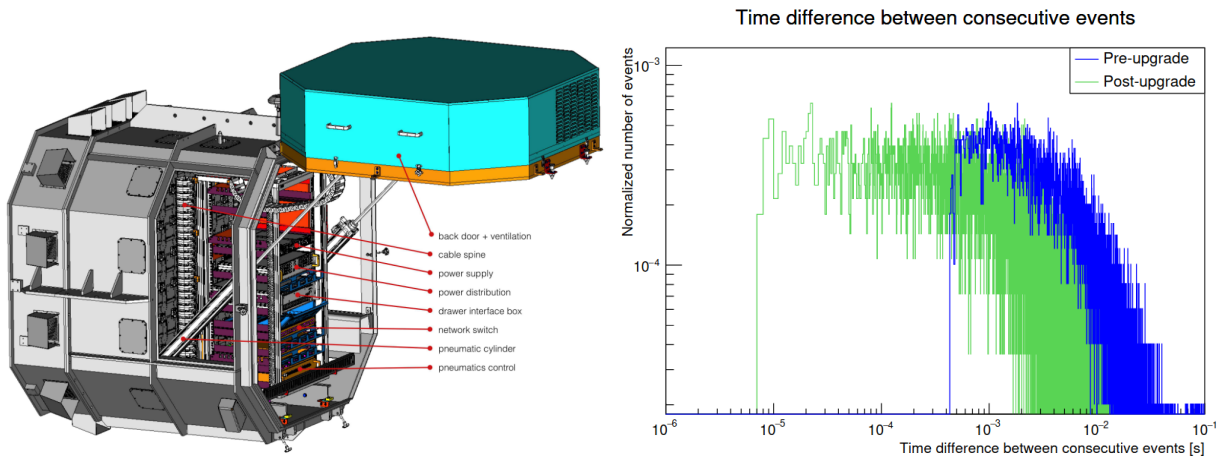 back door + ventilation
cable spine
power supply
power distribution
drawer interface box
network switch
pneumatic cylinder
pneumatics control
Time difference between consecutive events
Normalized number of events
10⁻³
10⁻⁴
Pre-upgrade
Post-upgrade
10⁻⁶ 10⁻⁵ 10⁻⁴ 10⁻³ 10⁻² 10⁻¹
Time difference between consecutive events [s]